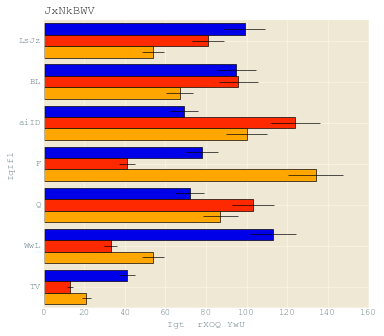 JxNkBWV
LsJz
BL
aiID
F
Q
WwL
TV
0 20 40 60 80 100 120 140 160
Igt rXOQ YwU
IqIfl